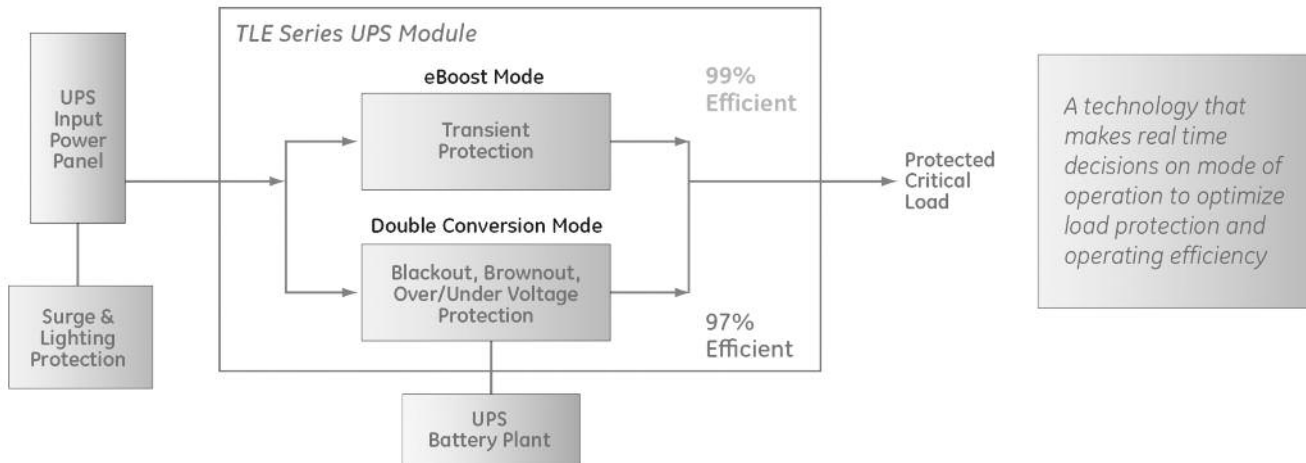 TLE Series UPS Module
UPS
Input
Power
Panel
Surge &
Lighting
Protection
eBoost Mode
Transient
Protection
99%
Efficient
Double Conversion Mode
Blackout, Brownout,
Over/Under Voltage
Protection
97%
Efficient
UPS
Battery Plant
Protected
Critical
Load
A technology that
makes real time
decisions on mode of
operation to optimize
load protection and
operating efficiency